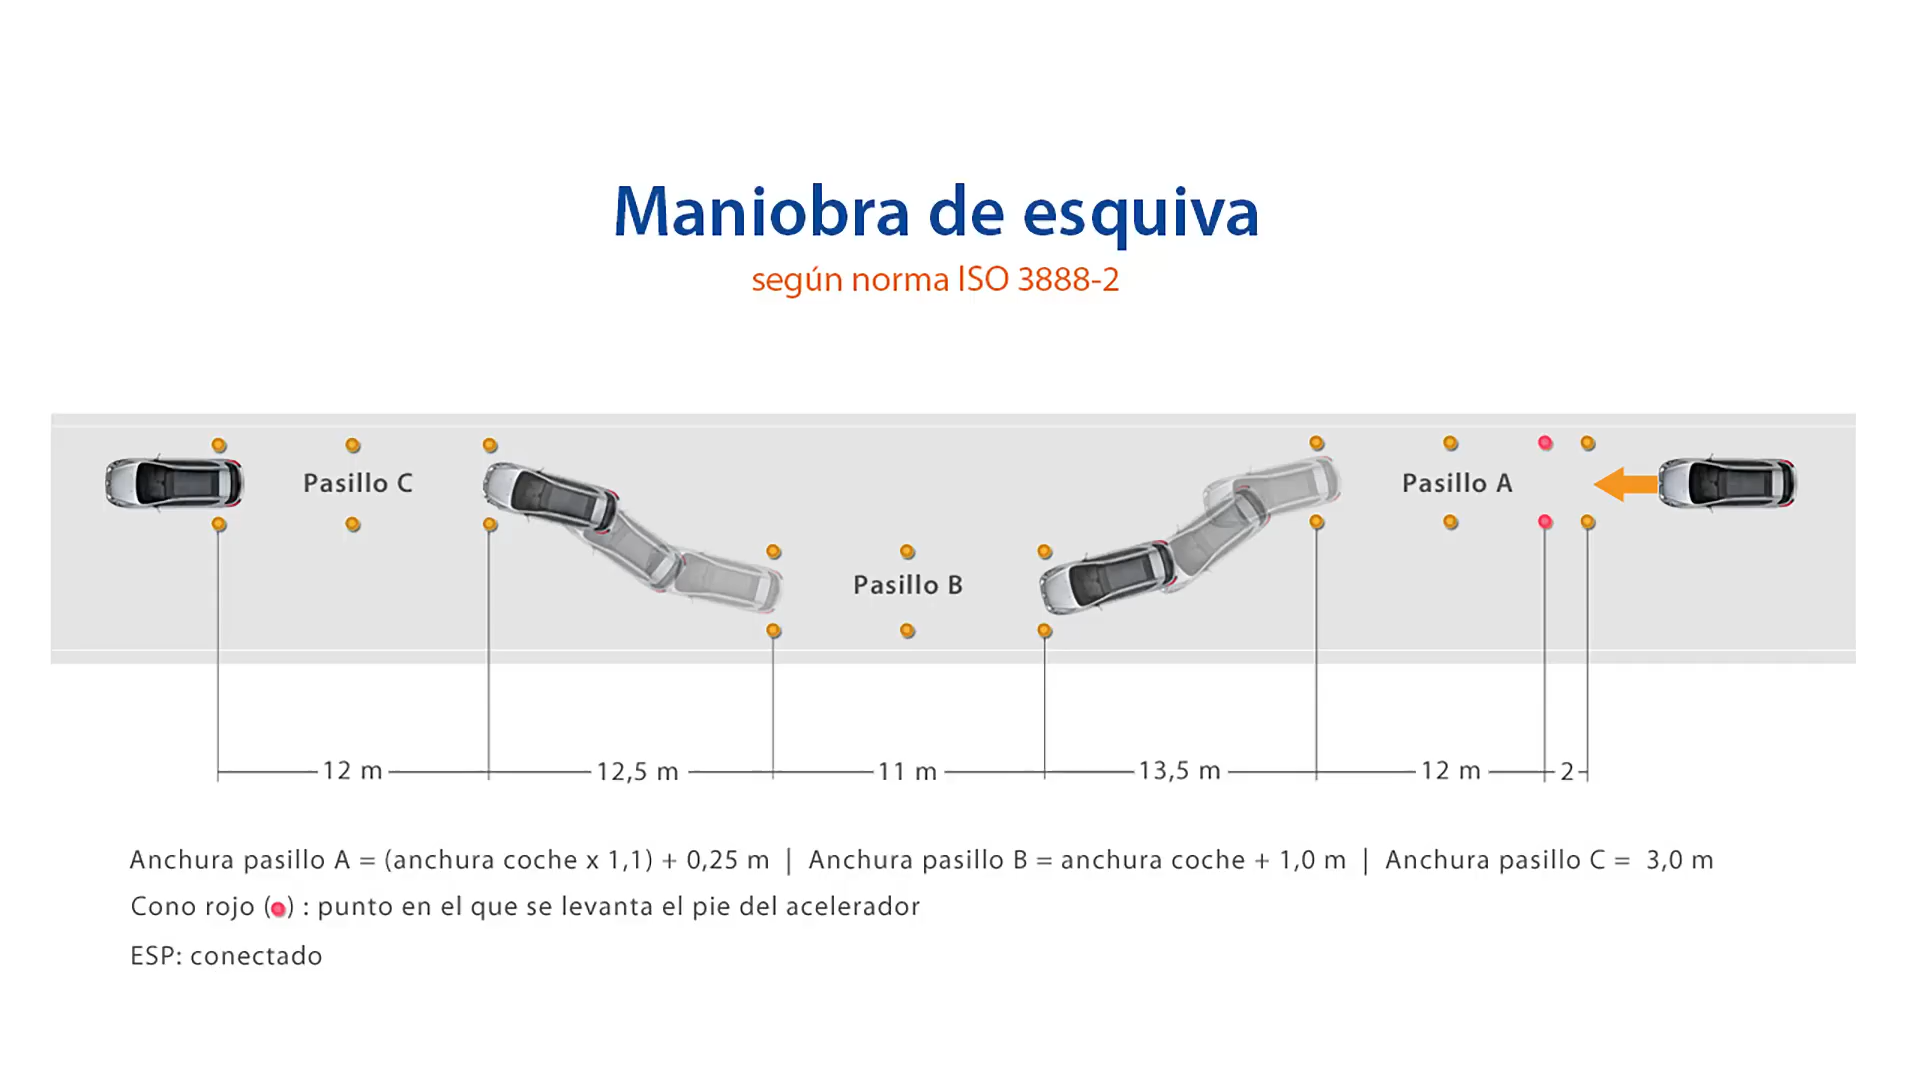 Maniobra de esquiva
según norma ISO 3888-2
Pasillo C
Pasillo A
Pasillo B
12 m
12,5 m
11 m
13,5 m
12 m
2
Anchura pasillo A = (anchura coche x 1,1) + 0,25 m | Anchura pasillo B = anchura coche + 1,0 m | Anchura pasillo C = 3,0 m
Cono rojo ( ) : punto en el que se levanta el pie del acelerador
ESP: conectado